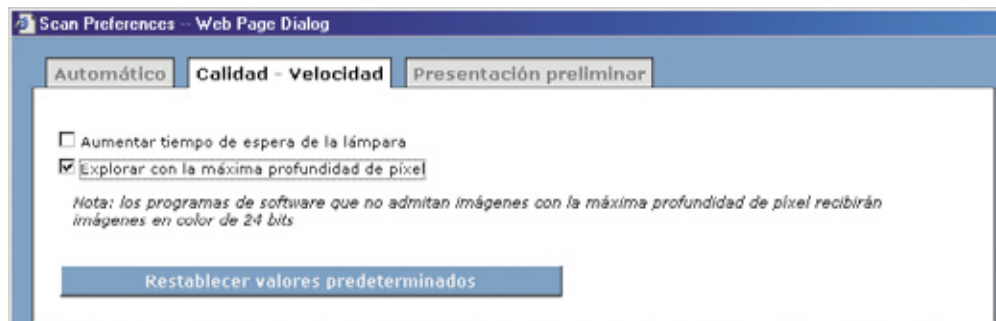 Scan Preferences -- Web Page Dialog
Automático Calidad - Velocidad Presentación preliminar
Aumentar tiempo de espera de la lámpara
Explorar con la máxima profundidad de píxel
Nota: los programas de software que no admitan imágenes con la máxima profundidad de píxel recibirán
imágenes en color de 24 bits
Restablecer valores predeterminados